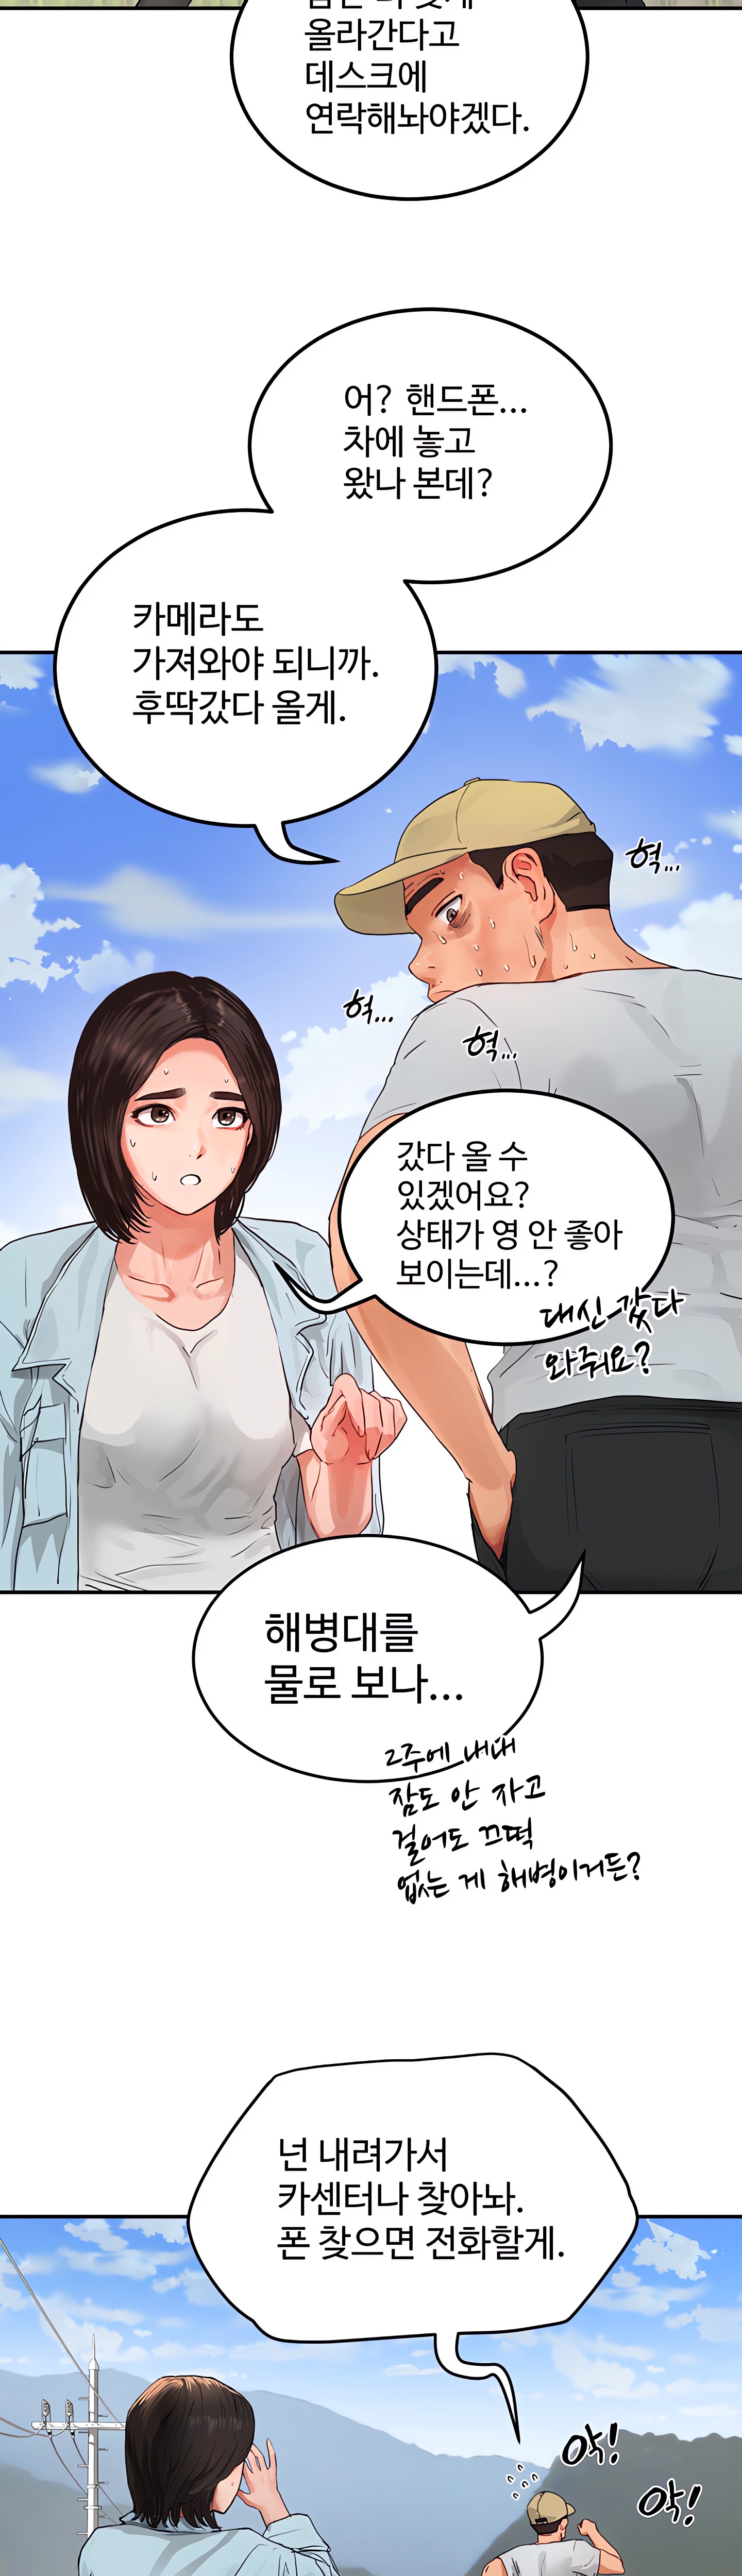 올라간다고
데스크에
연락해놔야겠다.
어? 핸드폰...
차에 놓고
왔나 본데?
카메라도
가져와야 되니까.
후딱갔다 올게.
헉...
헉...
헉...
갔다 올 수
있겠어요?
상태가 영 안 좋아
보이는데...?
대신 갔다
와줘요?
해병대를
물로 보나...
2주에 내내
잠도 안 자고
걸어도 끄떡
없는 게 해병이거든?
넌 내려가서
카센터나 찾아놔.
폰 찾으면 전화할게.
악!
악!